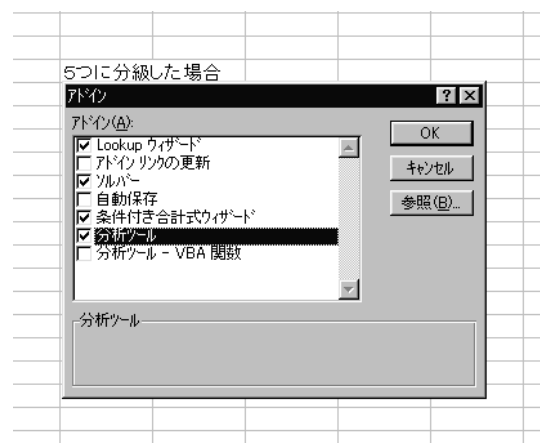 5つに分級した場合
アドイン
アドイン(A):
Lookup ウィザード
アドイン リンクの更新
ソルバー
自動保存
条件付き合計式ウィザード
分析ツール
分析ツール - VBA 関数
OK
キャンセル
参照(B)...
分析ツール